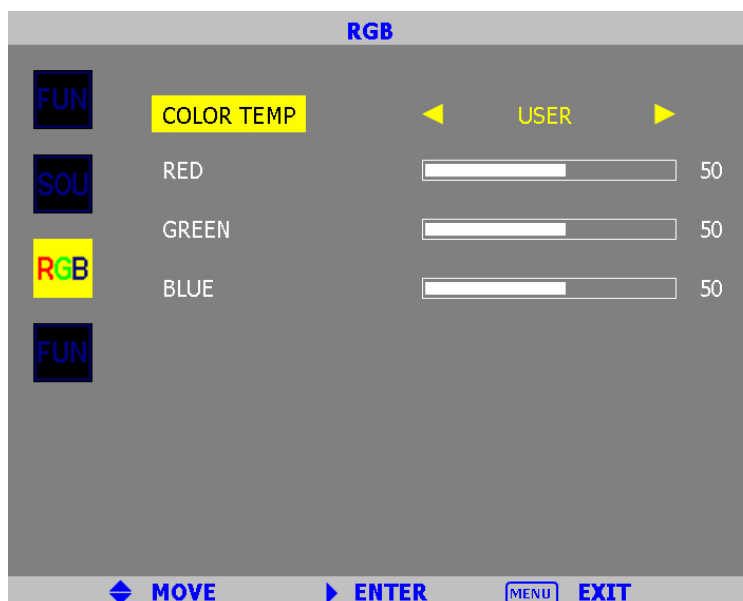 RGB
FUN
COLOR TEMP USER
RED 50
SOU
GREEN 50
RGB
BLUE 50
FUN
MOVE ENTER MENU EXIT